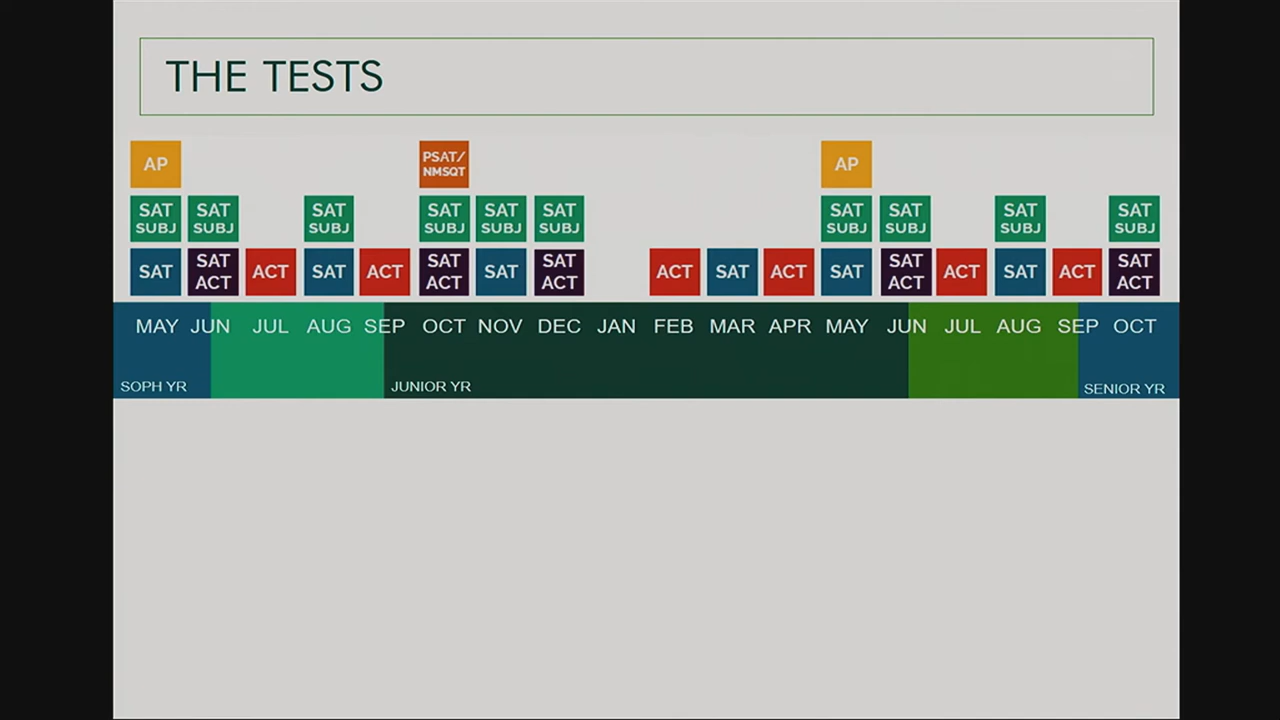 THE TESTS
AP
PSAT/
NMSQT
AP
SAT
SUBJ
SAT
SUBJ
SAT
SUBJ
SAT
SUBJ
SAT
SUBJ
SAT
SUBJ
SAT
SUBJ
SAT
SUBJ
SAT
SUBJ
SAT
SUBJ
SAT
SAT
ACT
ACT
SAT
ACT
SAT
ACT
SAT
SAT
ACT
ACT
SAT
ACT
SAT
SAT
ACT
ACT
SAT
ACT
SAT
ACT
MAY JUN JUL AUG SEP OCT NOV DEC JAN FEB MAR APR MAY JUN JUL AUG SEP OCT
SOPH YR JUNIOR YR SENIOR YR